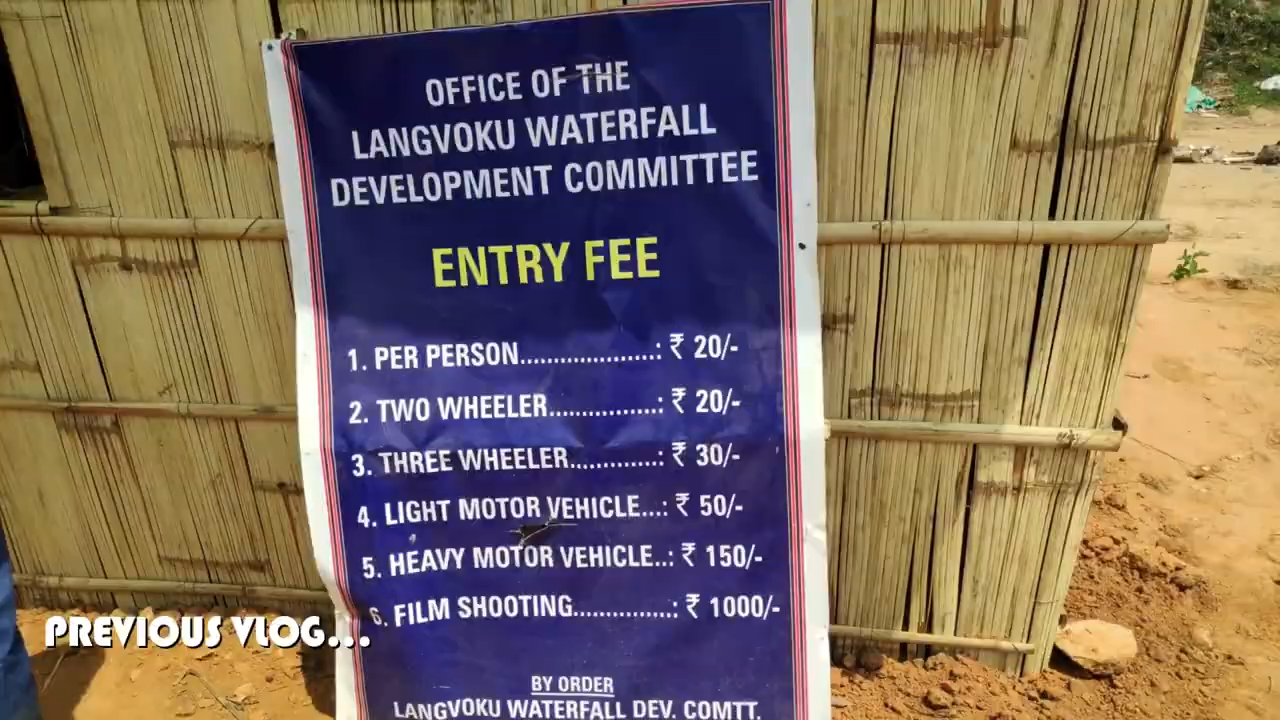 OFFICE OF THE
LANGVOKU WATERFALL
DEVELOPMENT COMMITTEE
ENTRY FEE
1. PER PERSON....................: ₹ 20/-
2. TWO WHEELER................: ₹ 20/-
3. THREE WHEELER.............: ₹ 30/-
4. LIGHT MOTOR VEHICLE...: ₹ 50/-
5. HEAVY MOTOR VEHICLE..: ₹ 150/-
6. FILM SHOOTING...............: ₹ 1000/-
BY ORDER
LANGVOKU WATERFALL DEV. COMTT.
PREVIOUS VLOG...